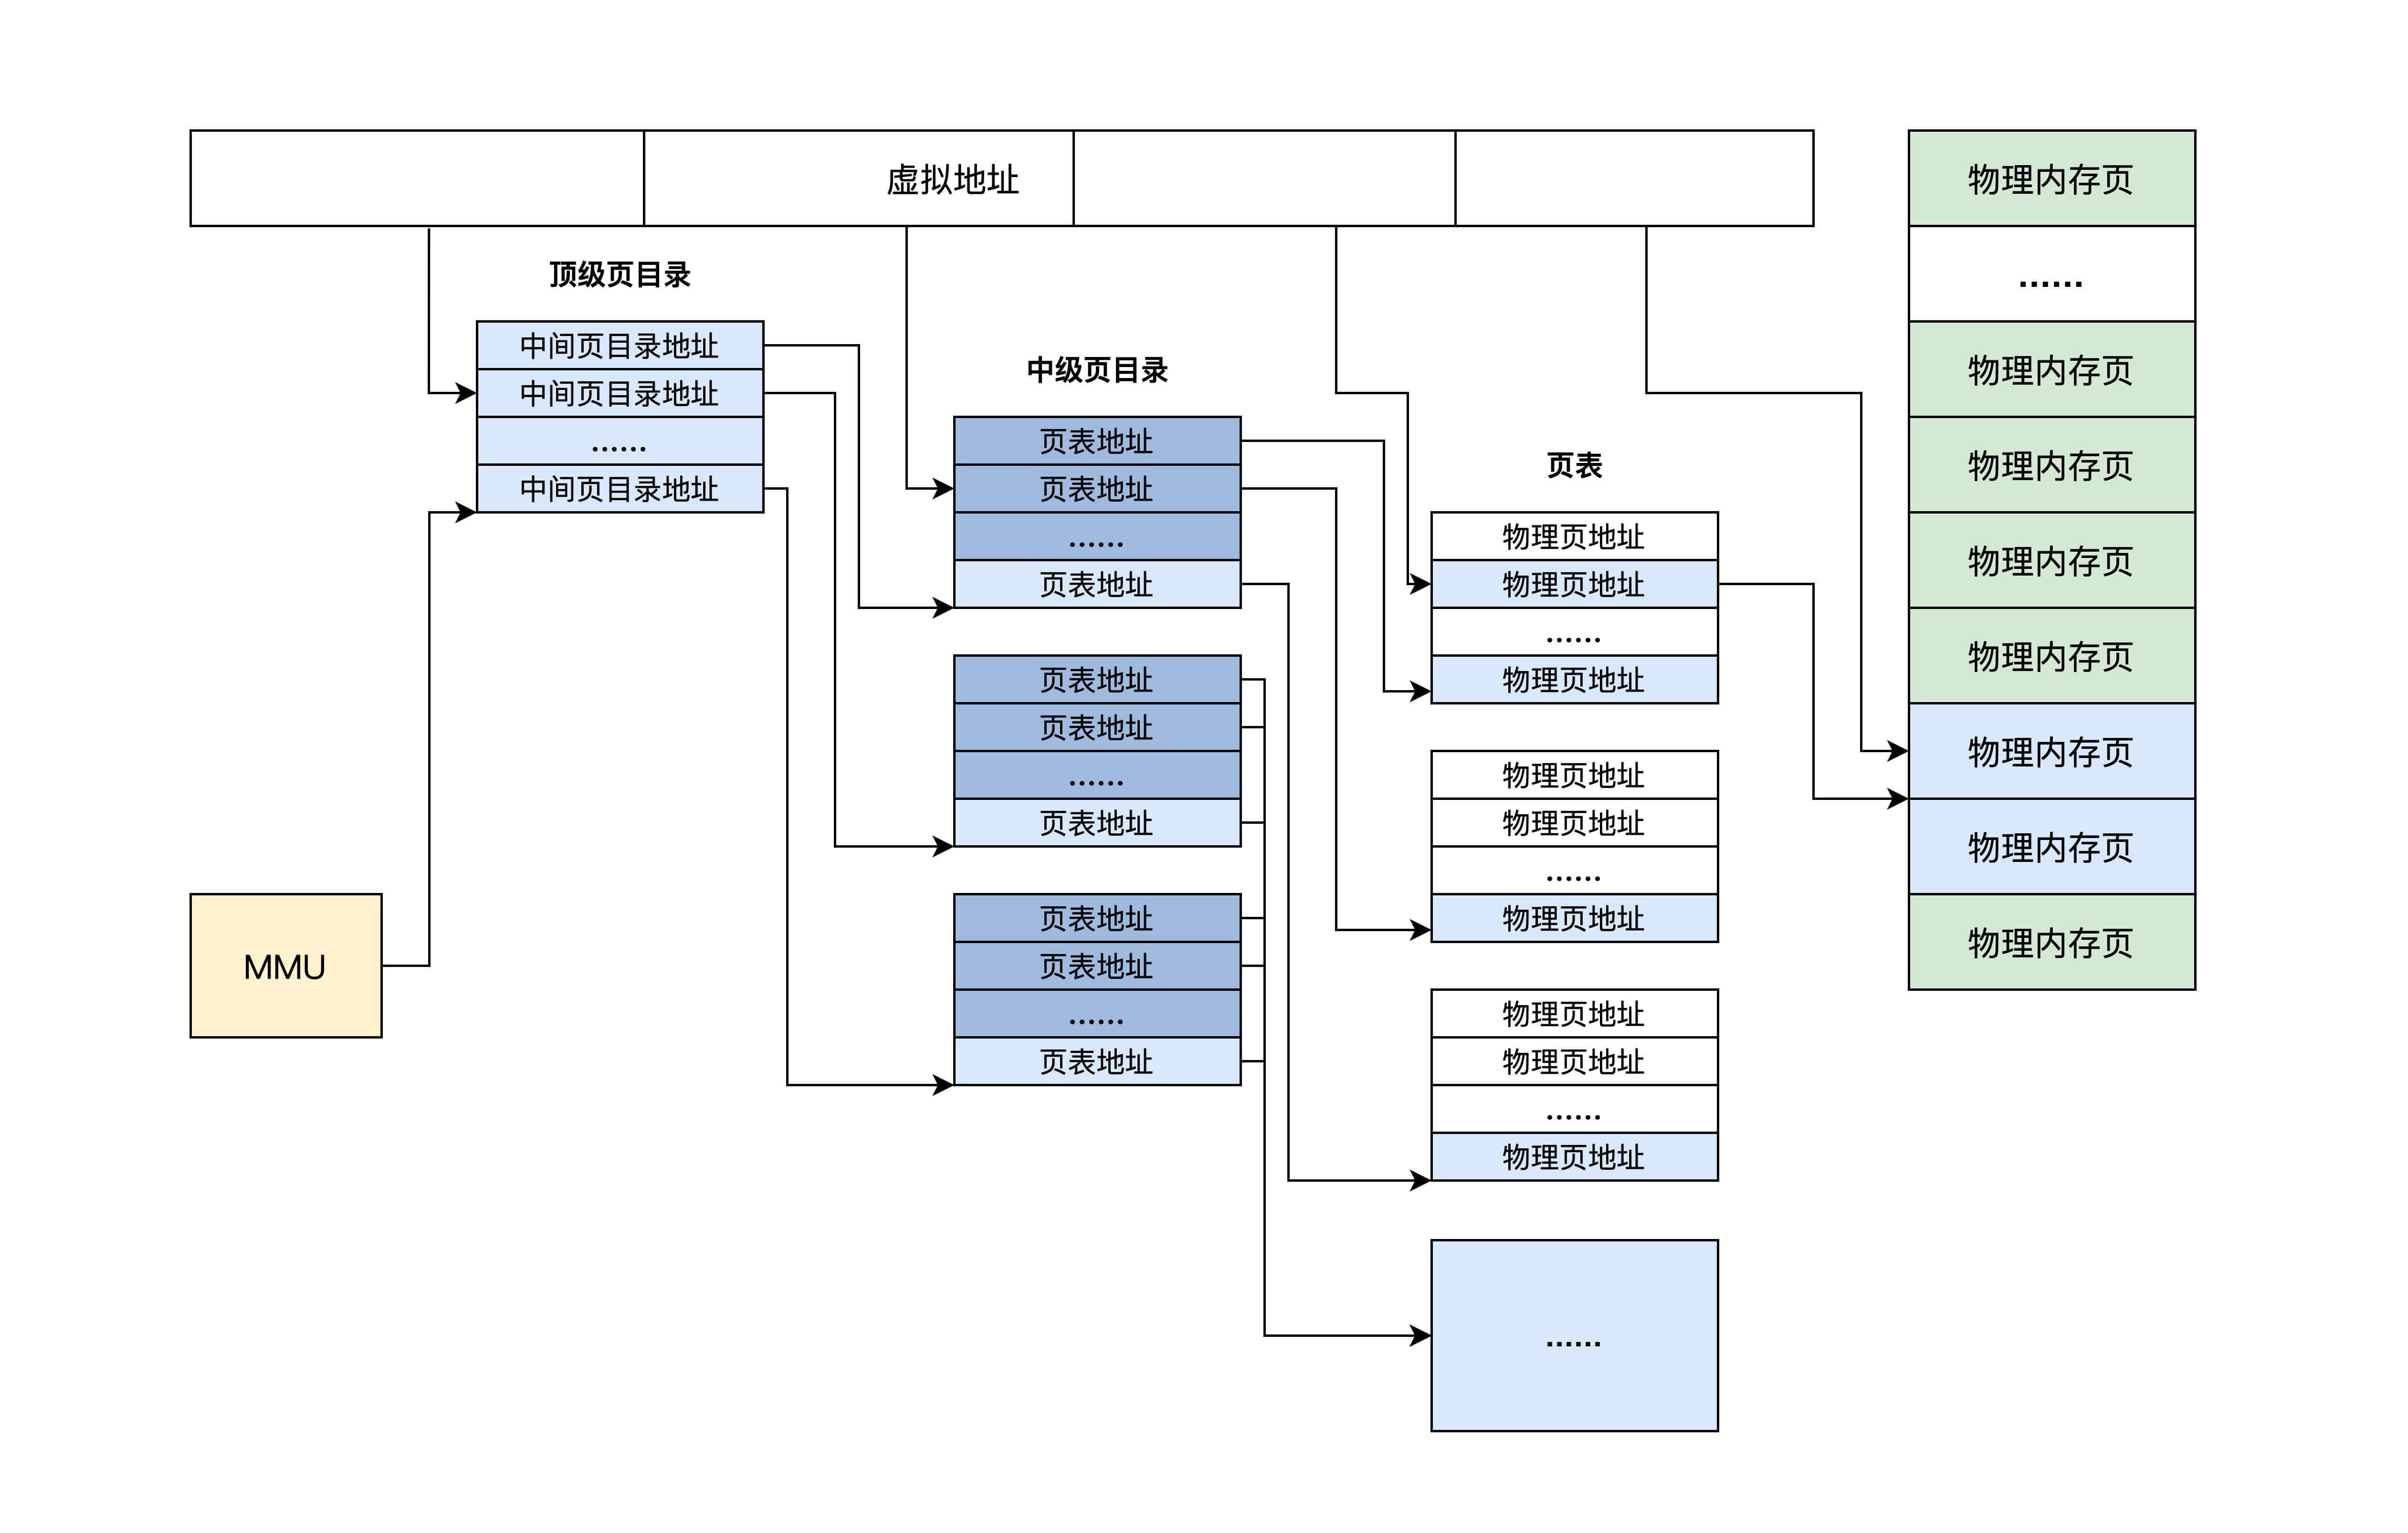 虚拟地址
顶级页目录
中间页目录地址
中间页目录地址
......
中间页目录地址
MMU
中级页目录
页表地址
页表地址
......
页表地址
页表地址
页表地址
......
页表地址
页表地址
页表地址
......
页表地址
页表
物理页地址
物理页地址
......
物理页地址
物理页地址
物理页地址
......
物理页地址
物理页地址
物理页地址
......
物理页地址
......
物理内存页
......
物理内存页
物理内存页
物理内存页
物理内存页
物理内存页
物理内存页
物理内存页